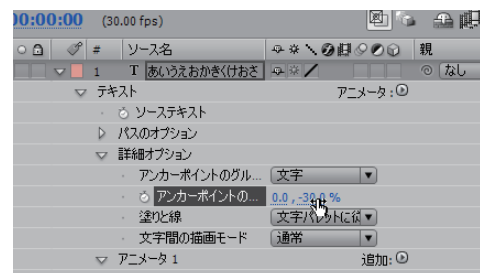 00:00:00 (30.00 fps)
# ソース名 親
1 T あいうえおかきくけおさ なし
テキスト アニメータ:
ソーステキスト
パスのオプション
詳細オプション
アンカーポイントのグル... 文字
アンカーポイントの... 0.0 , -30.0 %
塗りと線 文字パレットに従
文字間の描画モード 通常
アニメータ 1 追加: